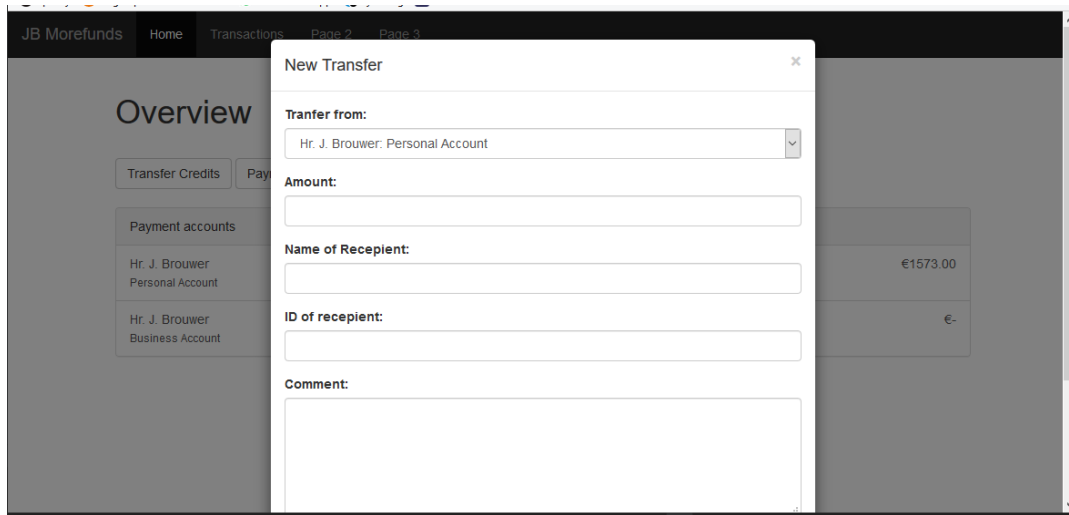 JB Morefunds Home Transactions Page 2 Page 3
New Transfer ×
Overview
Tranfer from:
Hr. J. Brouwer: Personal Account
Transfer Credits
Amount:
Payment accounts
Name of Recepient:
Hr. J. Brouwer €1573.00
Personal Account
ID of recepient:
Hr. J. Brouwer €-
Business Account
Comment: